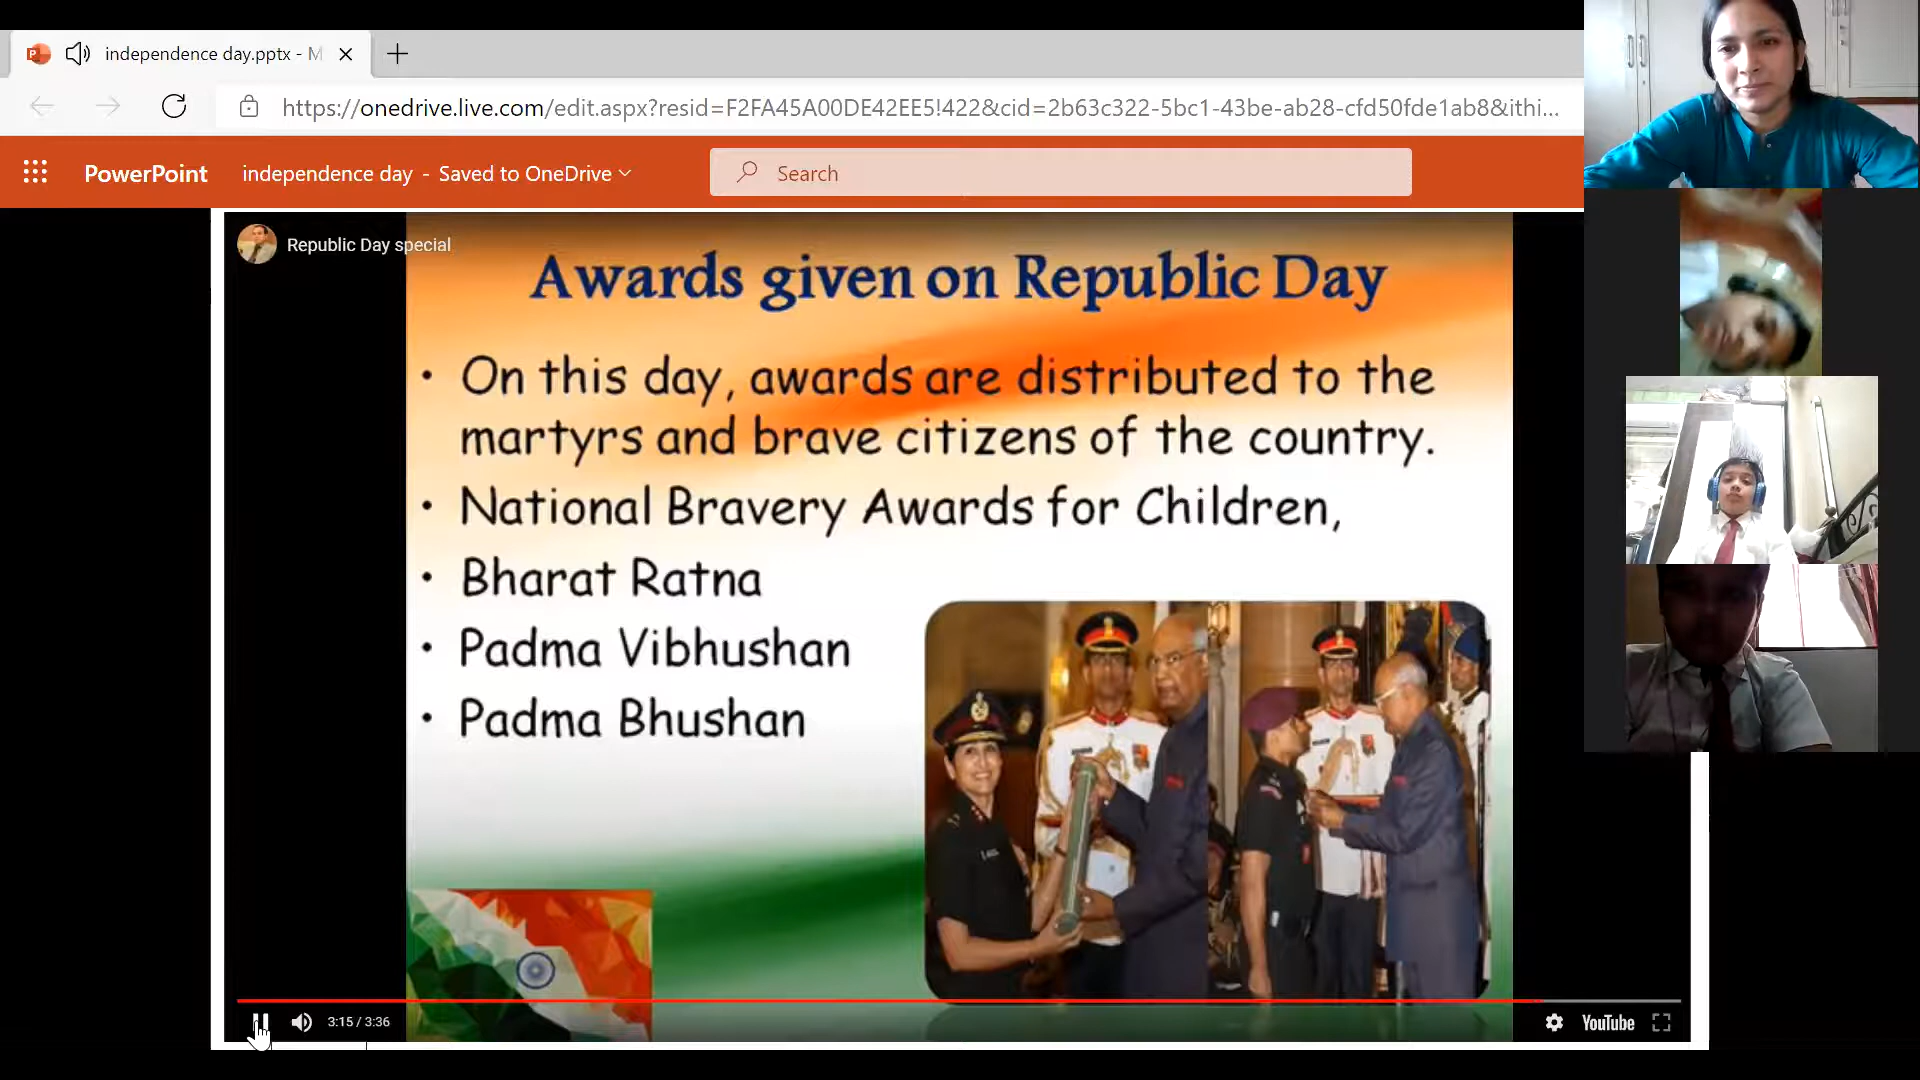 independence day.pptx - M
https://onedrive.live.com/edit.aspx?resid=F2FA45A00DE42EE5!422&cid=2b63c322-5bc1-43be-ab28-cfd50fde1ab8&ithi...
PowerPoint
independence day - Saved to OneDrive
Search
Republic Day special
Awards given on Republic Day
• On this day, awards are distributed to the
martyrs and brave citizens of the country.
• National Bravery Awards for Children,
• Bharat Ratna
• Padma Vibhushan
• Padma Bhushan
3:15 / 3:36
YouTube